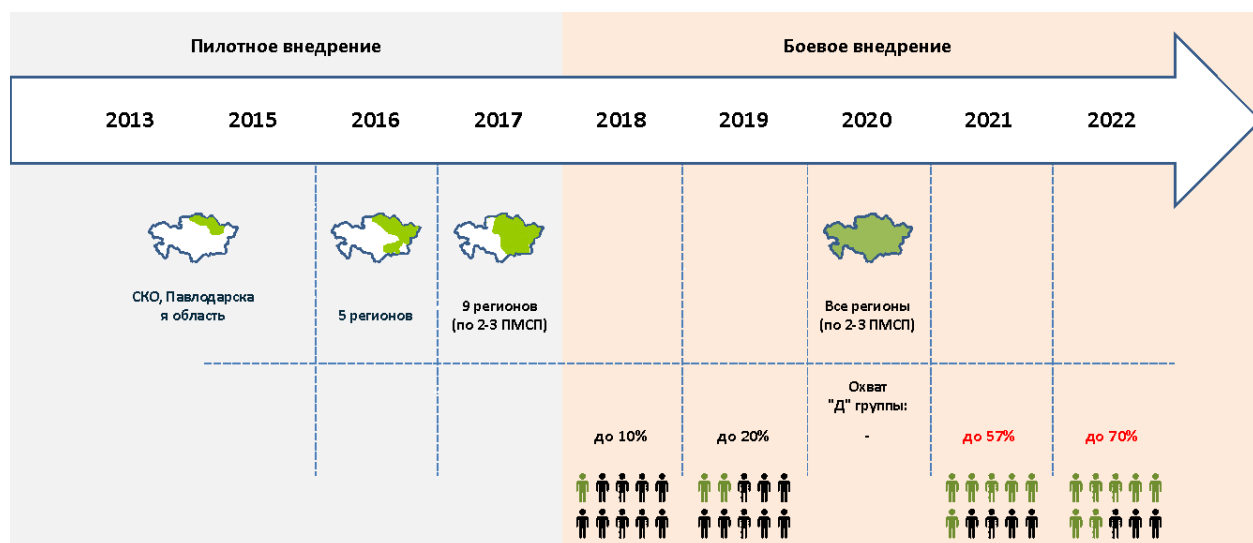 Пилотное внедрение
Боевое внедрение
2013 2015 2016 2017 2018 2019 2020 2021 2022
СКО, Павлодарска
я область
5 регионов
9 регионов
(по 2-3 ПМСП)
Все регионы
(по 2-3 ПМСП)
Охват
"Д" группы:
до 10% до 20% - до 57% до 70%